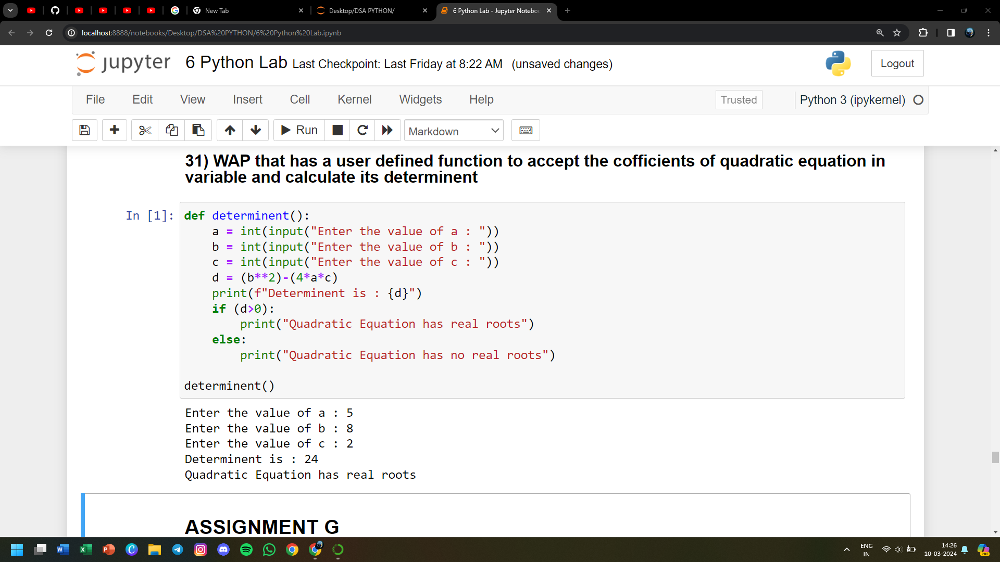 New Tab
Desktop/DSA PYTHON/
6 Python Lab - Jupyter Notebo
localhost:8888/notebooks/Desktop/DSA%20PYTHON/6%20Python%20Lab.ipynb
jupyter 6 Python Lab Last Checkpoint: Last Friday at 8:22 AM (unsaved changes)
Logout
File Edit View Insert Cell Kernel Widgets Help
Trusted
Python 3 (ipykernel)
Run
Markdown
31) WAP that has a user defined function to accept the cofficients of quadratic equation in
variable and calculate its determinent
In [1]:
def determinent():
    a = int(input("Enter the value of a : "))
    b = int(input("Enter the value of b : "))
    c = int(input("Enter the value of c : "))
    d = (b**2)-(4*a*c)
    print(f"Determinent is : {d}")
    if (d>0):
        print("Quadratic Equation has real roots")
    else:
        print("Quadratic Equation has no real roots")
determinent()
Enter the value of a : 5
Enter the value of b : 8
Enter the value of c : 2
Determinent is : 24
Quadratic Equation has real roots
ASSIGNMENT G
ENG
IN
14:26
10-03-2024